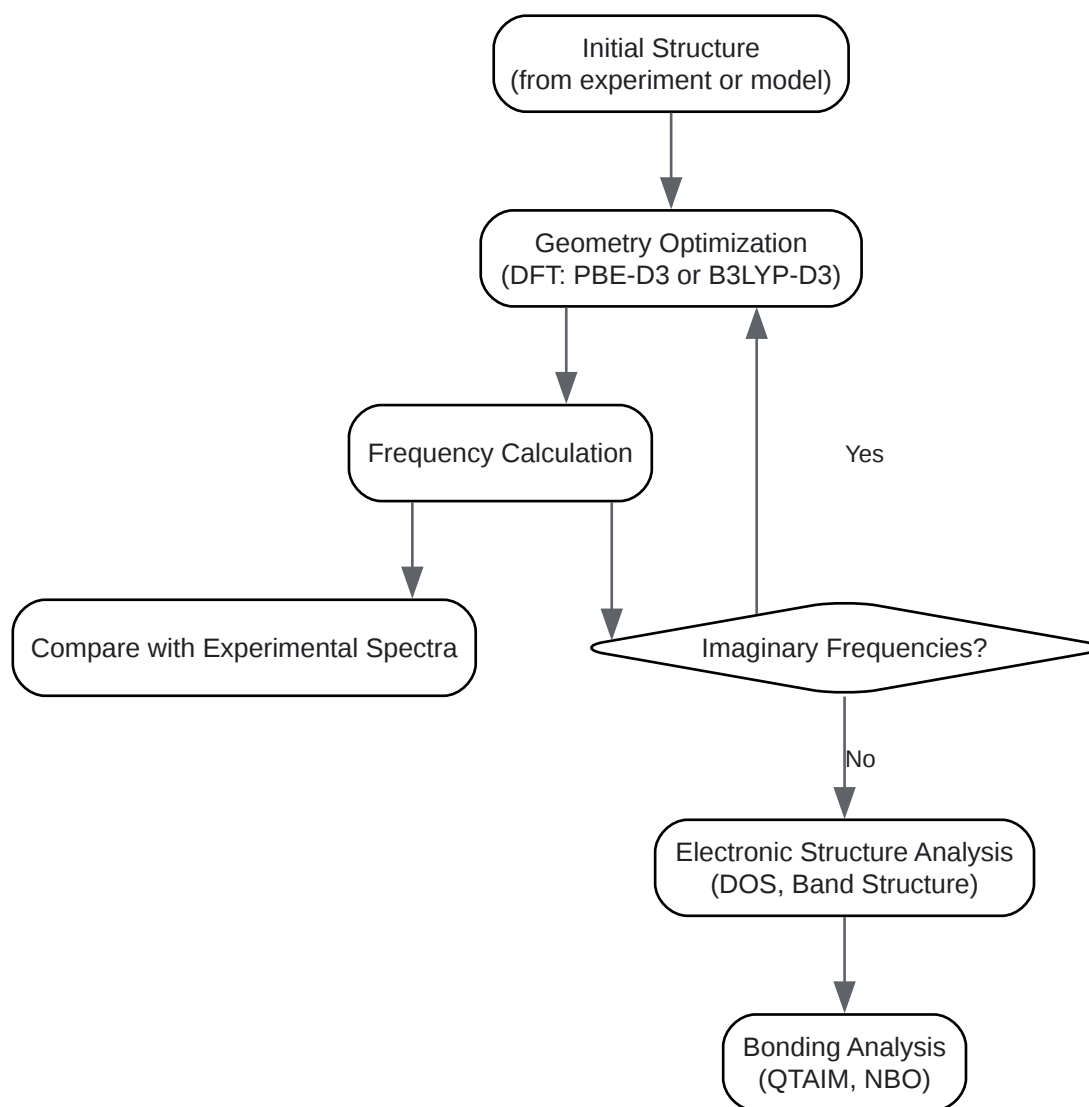 Initial Structure
(from experiment or model)
Geometry Optimization
(DFT: PBE-D3 or B3LYP-D3)
Frequency Calculation
Yes
Compare with Experimental Spectra
Imaginary Frequencies?
No
Electronic Structure Analysis
(DOS, Band Structure)
Bonding Analysis
(QTAIM, NBO)